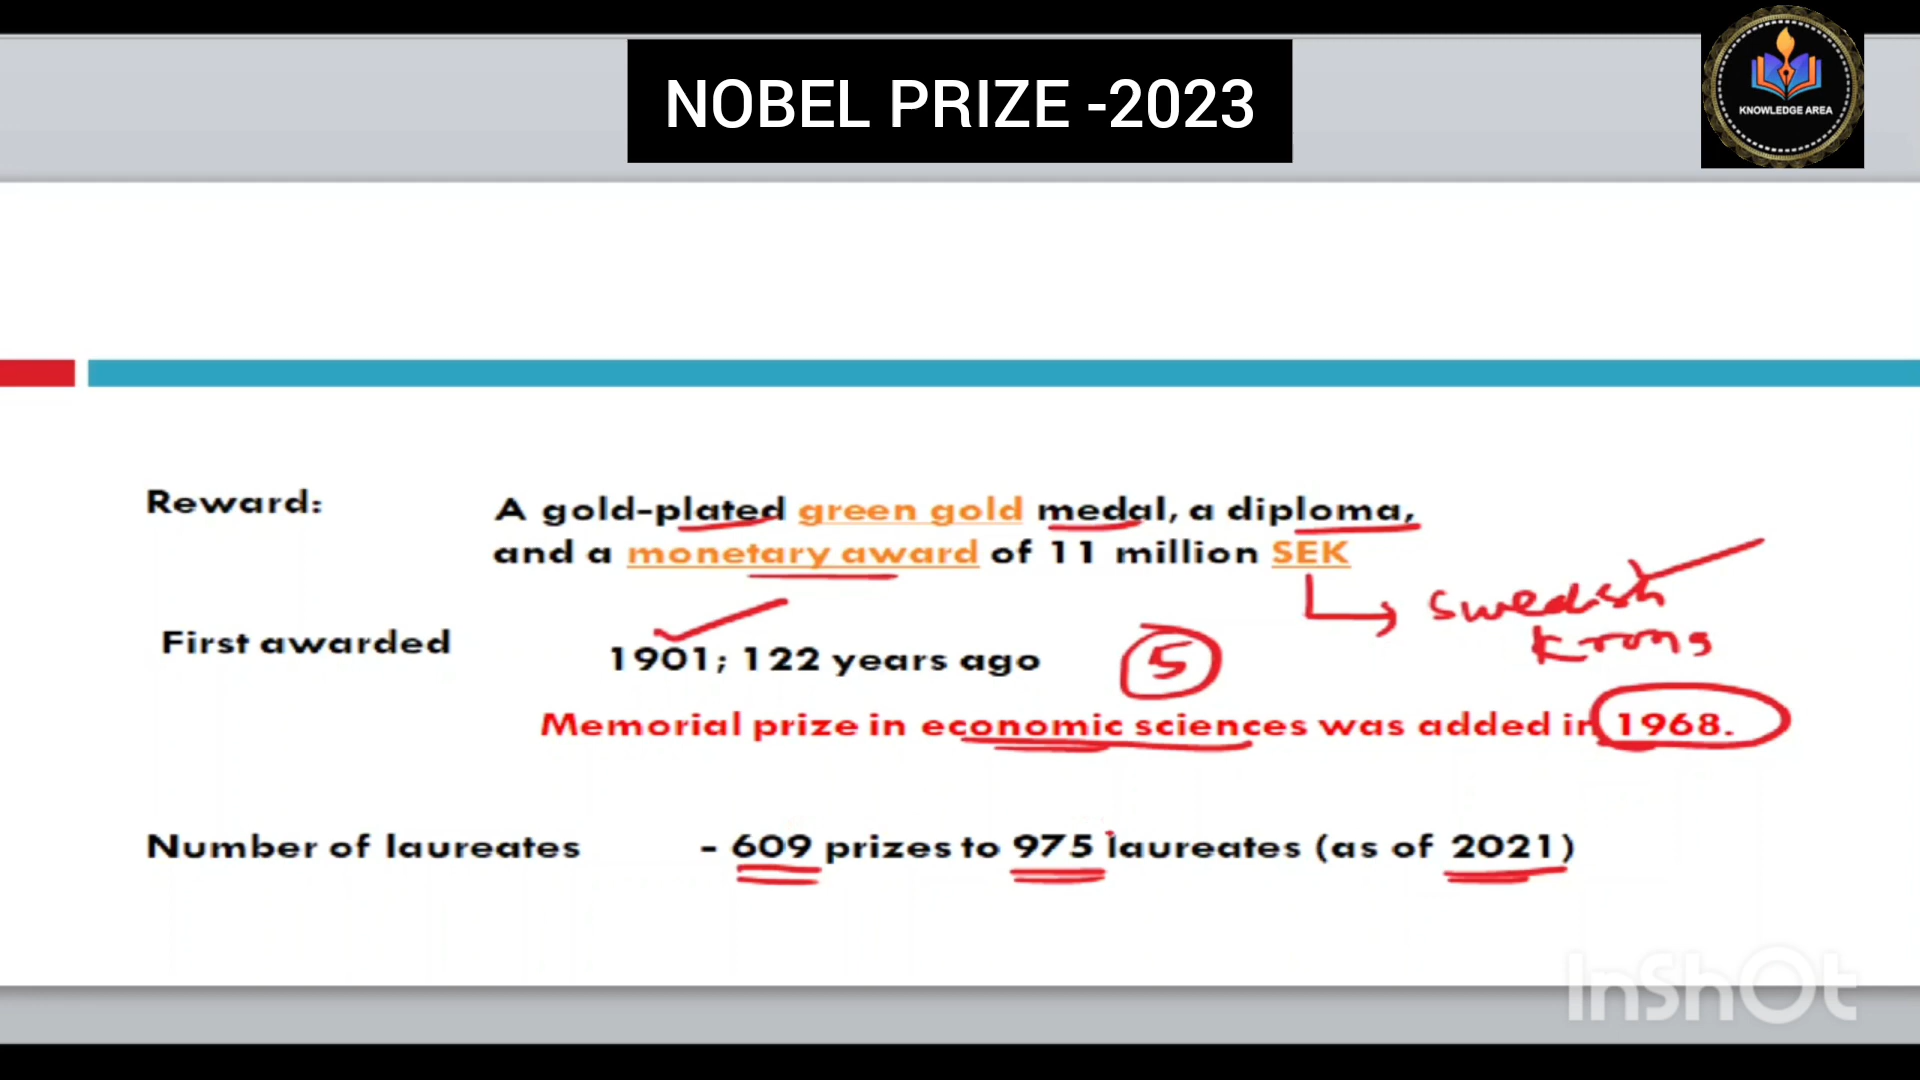 NOBEL PRIZE -2023
KNOWLEDGE AREA
Reward:
A gold-plated green gold medal, a diploma,
and a monetary award of 11 million SEK
Swedish
Krona
First awarded
1901; 122 years ago
5
Memorial prize in economic sciences was added in 1968.
Number of laureates - 609 prizes to 975 laureates (as of 2021)
InShOt